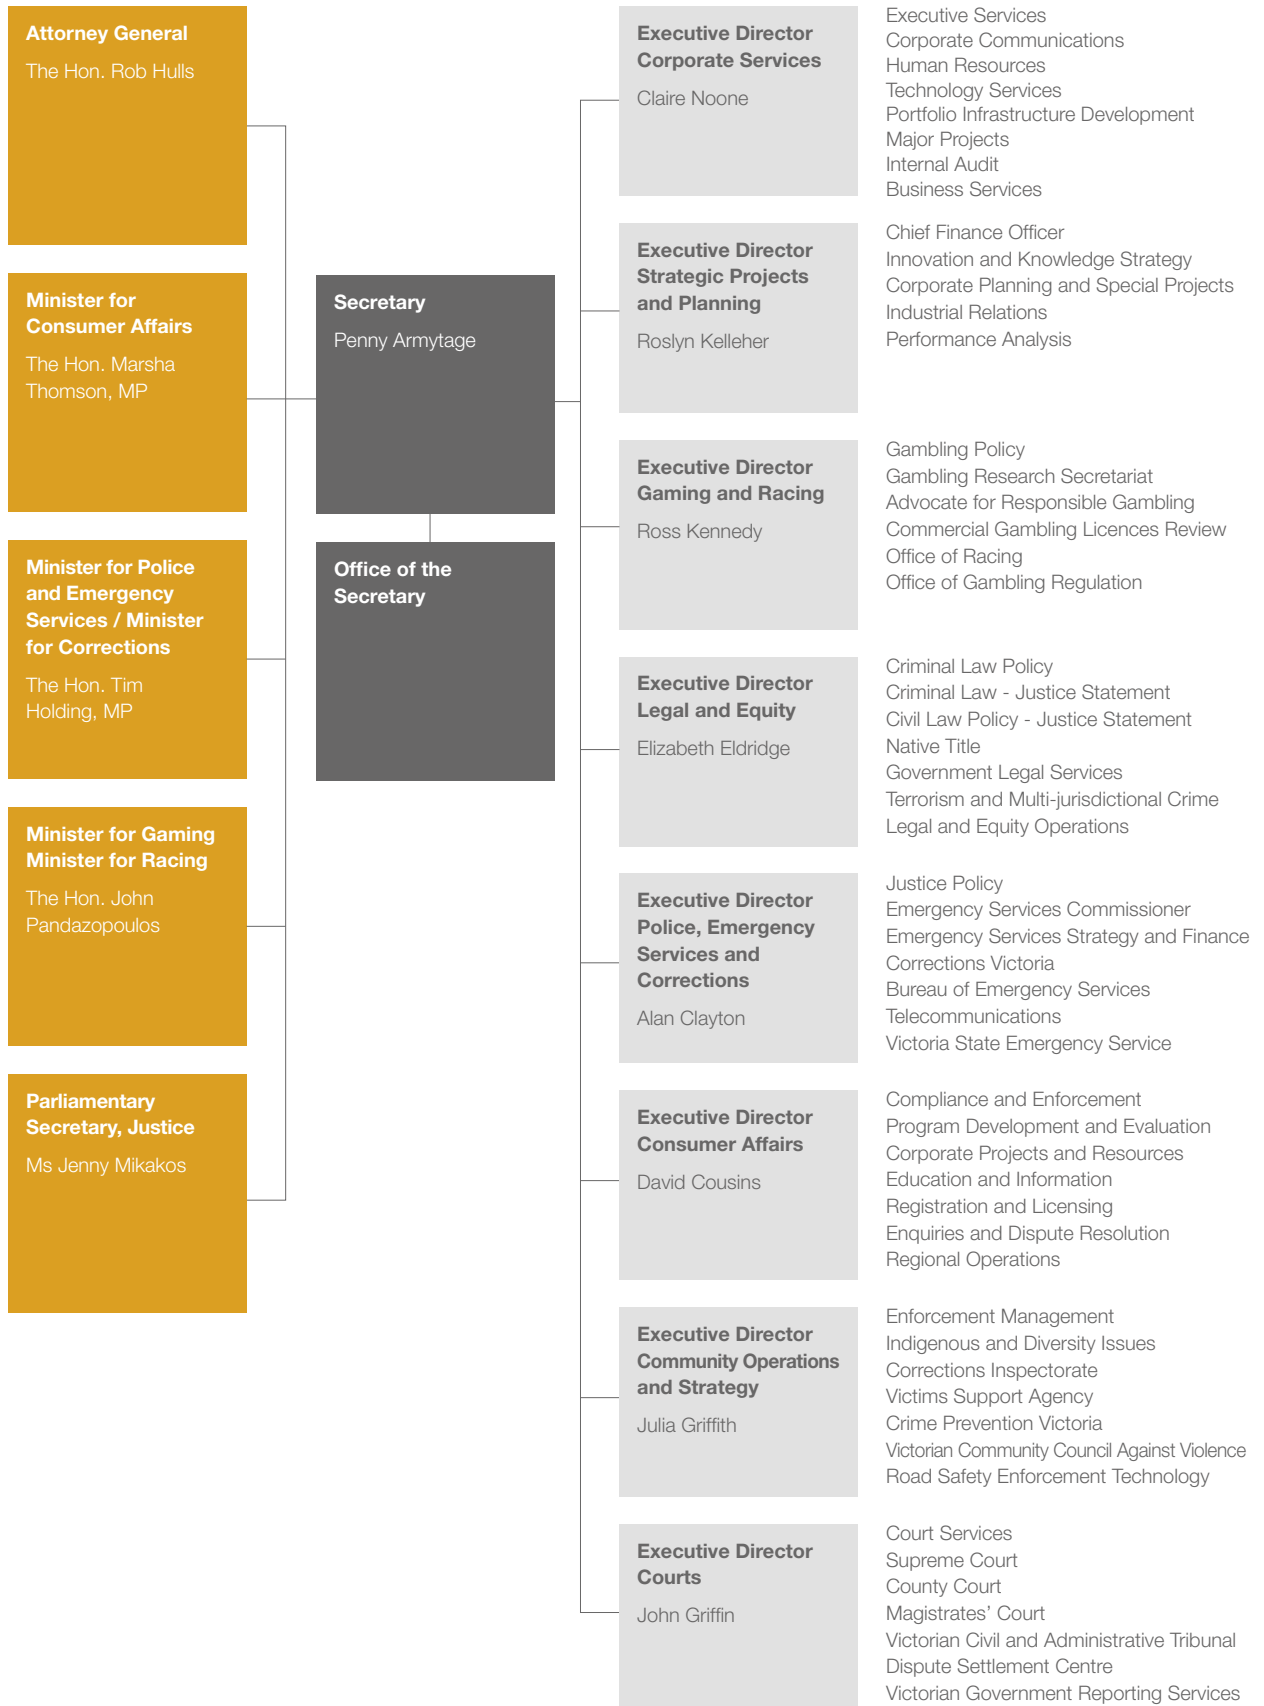 Attorney General
The Hon. Rob Hulls
Minister for
Consumer Affairs
The Hon. Marsha
Thomson, MP
Minister for Police
and Emergency
Services / Minister
for Corrections
The Hon. Tim
Holding, MP
Minister for Gaming
Minister for Racing
The Hon. John
Pandazopoulos
Parliamentary
Secretary, Justice
Ms Jenny Mikakos
Secretary
Penny Armytage
Office of the
Secretary
Executive Director
Corporate Services
Claire Noone
Executive Services
Corporate Communications
Human Resources
Technology Services
Portfolio Infrastructure Development
Major Projects
Internal Audit
Business Services
Executive Director
Strategic Projects
and Planning
Roslyn Kelleher
Chief Finance Officer
Innovation and Knowledge Strategy
Corporate Planning and Special Projects
Industrial Relations
Performance Analysis
Executive Director
Gaming and Racing
Ross Kennedy
Gambling Policy
Gambling Research Secretariat
Advocate for Responsible Gambling
Commercial Gambling Licences Review
Office of Racing
Office of Gambling Regulation
Executive Director
Legal and Equity
Elizabeth Eldridge
Criminal Law Policy
Criminal Law - Justice Statement
Civil Law Policy - Justice Statement
Native Title
Government Legal Services
Terrorism and Multi-jurisdictional Crime
Legal and Equity Operations
Executive Director
Police, Emergency
Services and
Corrections
Alan Clayton
Justice Policy
Emergency Services Commissioner
Emergency Services Strategy and Finance
Corrections Victoria
Bureau of Emergency Services
Telecommunications
Victoria State Emergency Service
Executive Director
Consumer Affairs
David Cousins
Compliance and Enforcement
Program Development and Evaluation
Corporate Projects and Resources
Education and Information
Registration and Licensing
Enquiries and Dispute Resolution
Regional Operations
Executive Director
Community Operations
and Strategy
Julia Griffith
Enforcement Management
Indigenous and Diversity Issues
Corrections Inspectorate
Victims Support Agency
Crime Prevention Victoria
Victorian Community Council Against Violence
Road Safety Enforcement Technology
Executive Director
Courts
John Griffin
Court Services
Supreme Court
County Court
Magistrates’ Court
Victorian Civil and Administrative Tribunal
Dispute Settlement Centre
Victorian Government Reporting Services